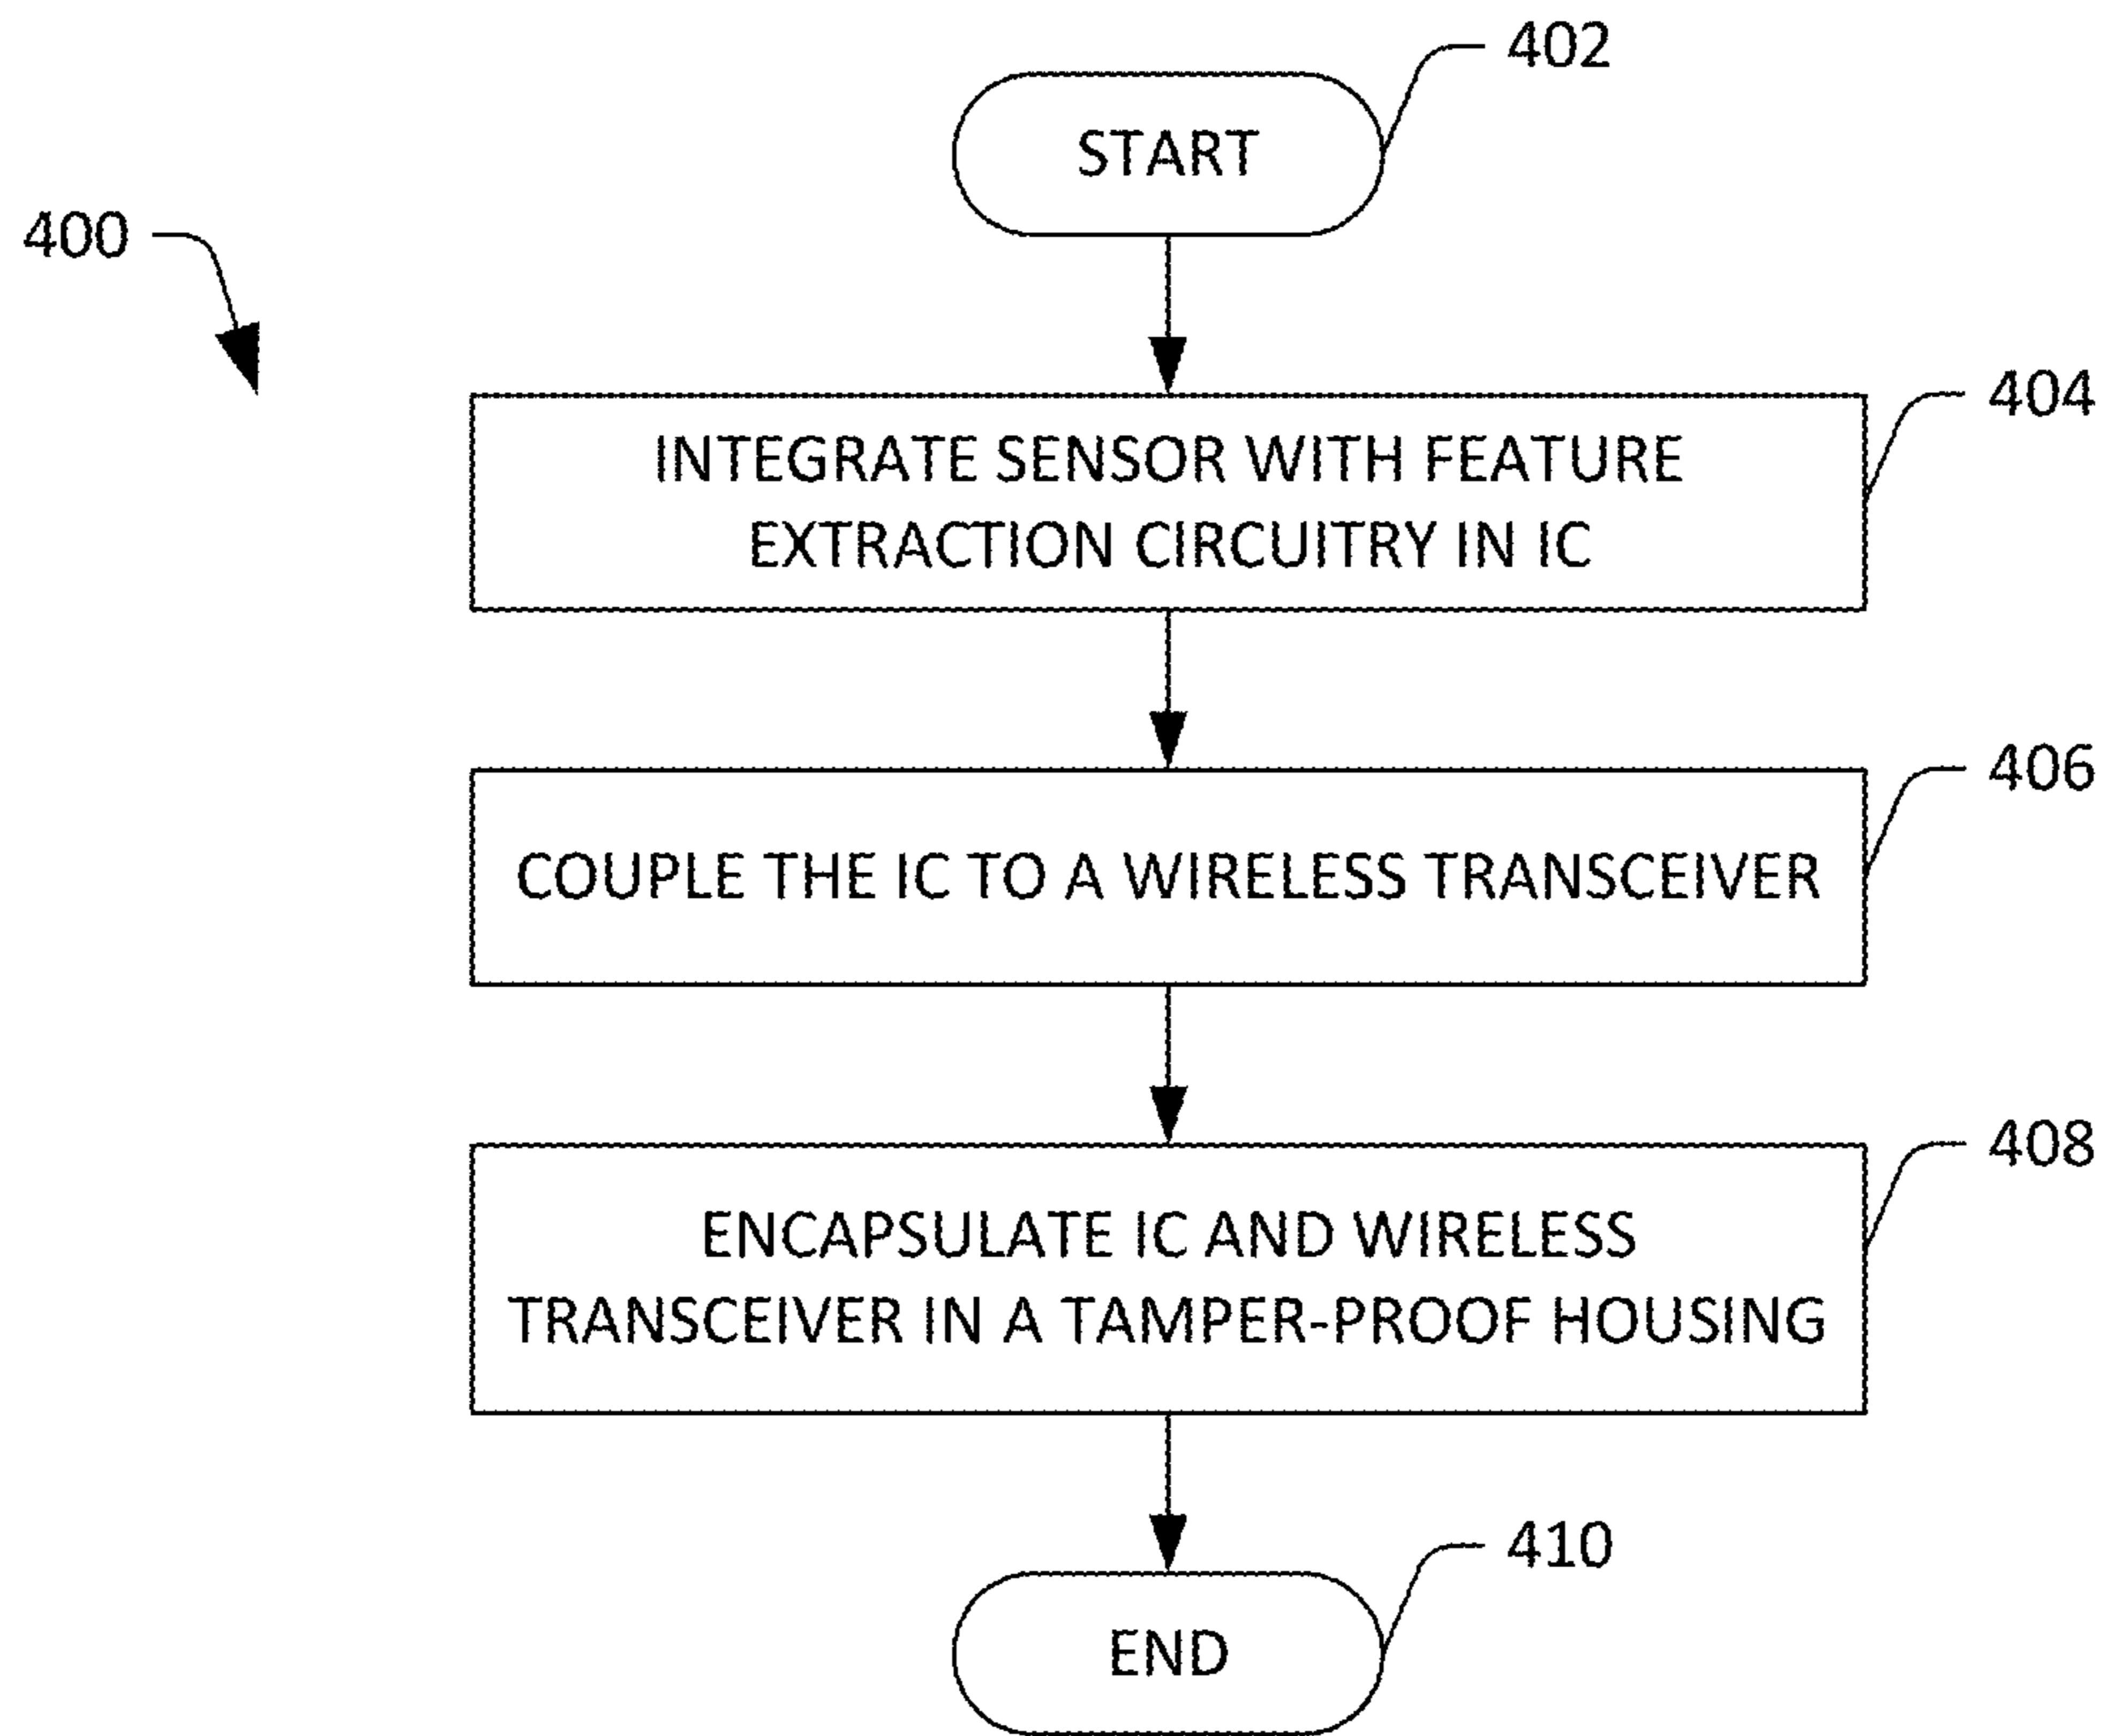 402
START
400
404
INTEGRATE SENSOR WITH FEATURE
EXTRACTION CIRCUITRY IN IC
406
COUPLE THE IC TO A WIRELESS TRANSCEIVER
408
ENCAPSULATE IC AND WIRELESS
TRANSCEIVER IN A TAMPER-PROOF HOUSING
410
END